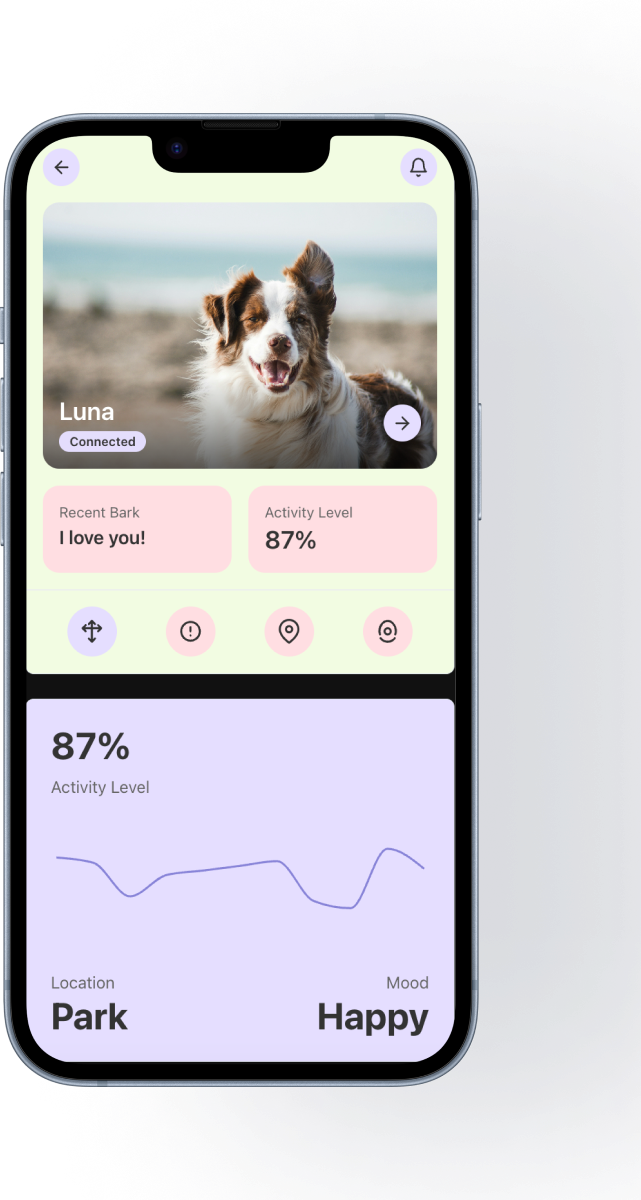 Luna
Connected
Recent Bark
I love you!
Activity Level
87%
87%
Activity Level
Location
Park
Mood
Happy